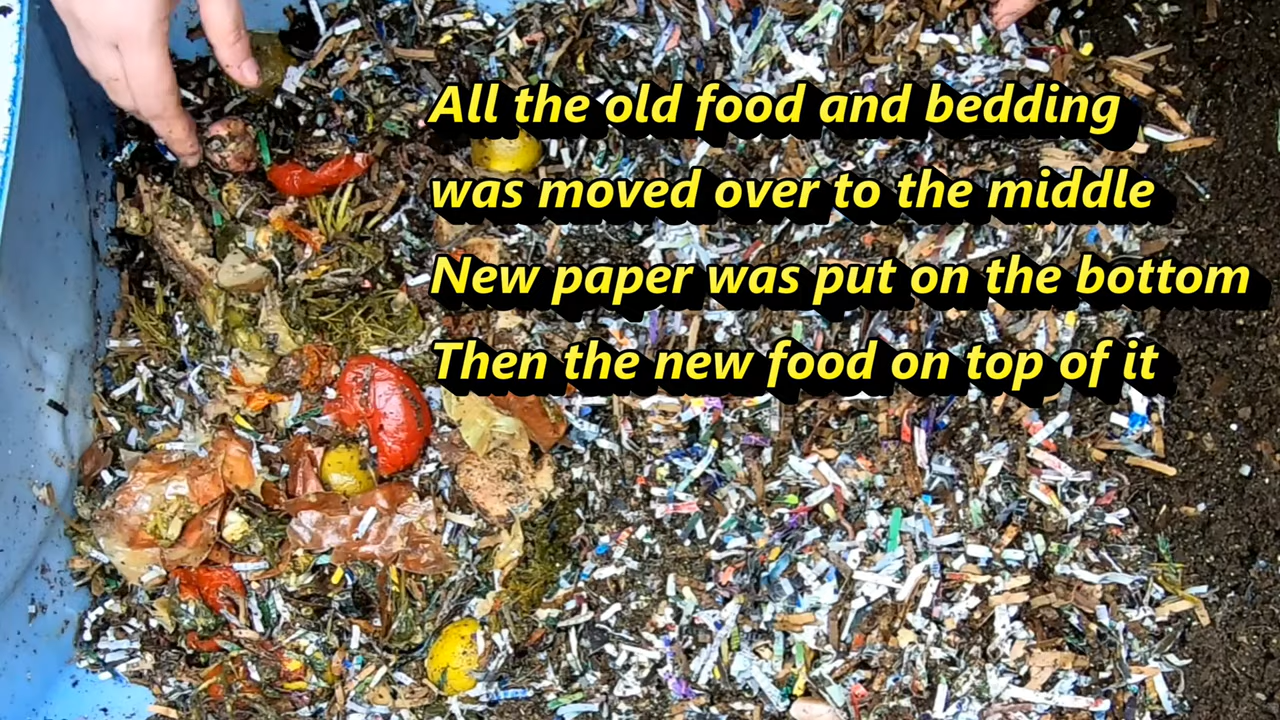 All the old food and bedding
was moved over to the middle
New paper was put on the bottom
Then the new food on top of it